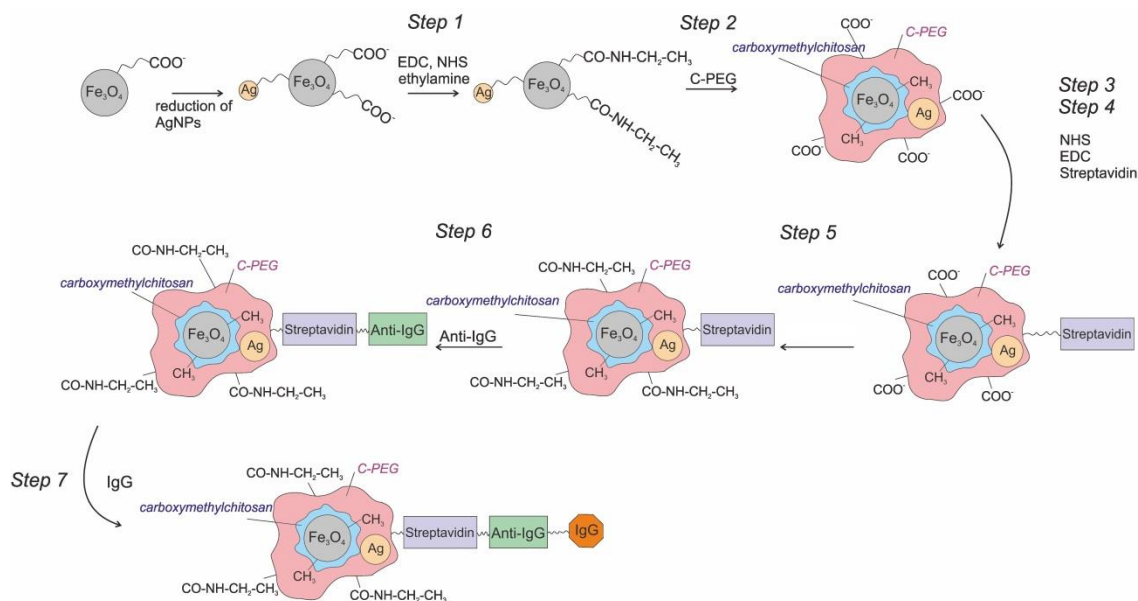 Step 1
Step 2
COO⁻
Fe₃O₄
reduction of
AgNPs
Ag
Fe₃O₄
COO⁻
COO⁻
EDC, NHS
ethylamine
Ag
Fe₃O₄
CO-NH-CH₂-CH₃
CO-NH-CH₂-CH₃
C-PEG
COO⁻
C-PEG
carboxymethylchitosan
CH₃
Fe₃O₄
COO⁻
Ag
CH₃
COO⁻
COO⁻
Step 3
Step 4
NHS
EDC
Streptavidin
Step 6
Step 5
CO-NH-CH₂-CH₃
C-PEG
carboxymethylchitosan
CH₃
Fe₃O₄
Streptavidin
Anti-IgG
Ag
CH₃
CO-NH-CH₂-CH₃
CO-NH-CH₂-CH₃
Anti-IgG
CO-NH-CH₂-CH₃
C-PEG
carboxymethylchitosan
CH₃
Fe₃O₄
Streptavidin
Ag
CH₃
CO-NH-CH₂-CH₃
CO-NH-CH₂-CH₃
COO⁻
C-PEG
carboxymethylchitosan
CH₃
Fe₃O₄
Streptavidin
Ag
CH₃
COO⁻
COO⁻
Step 7
IgG
CO-NH-CH₂-CH₃
C-PEG
carboxymethylchitosan
CH₃
Fe₃O₄
Streptavidin
Anti-IgG
IgG
Ag
CH₃
CO-NH-CH₂-CH₃
CO-NH-CH₂-CH₃